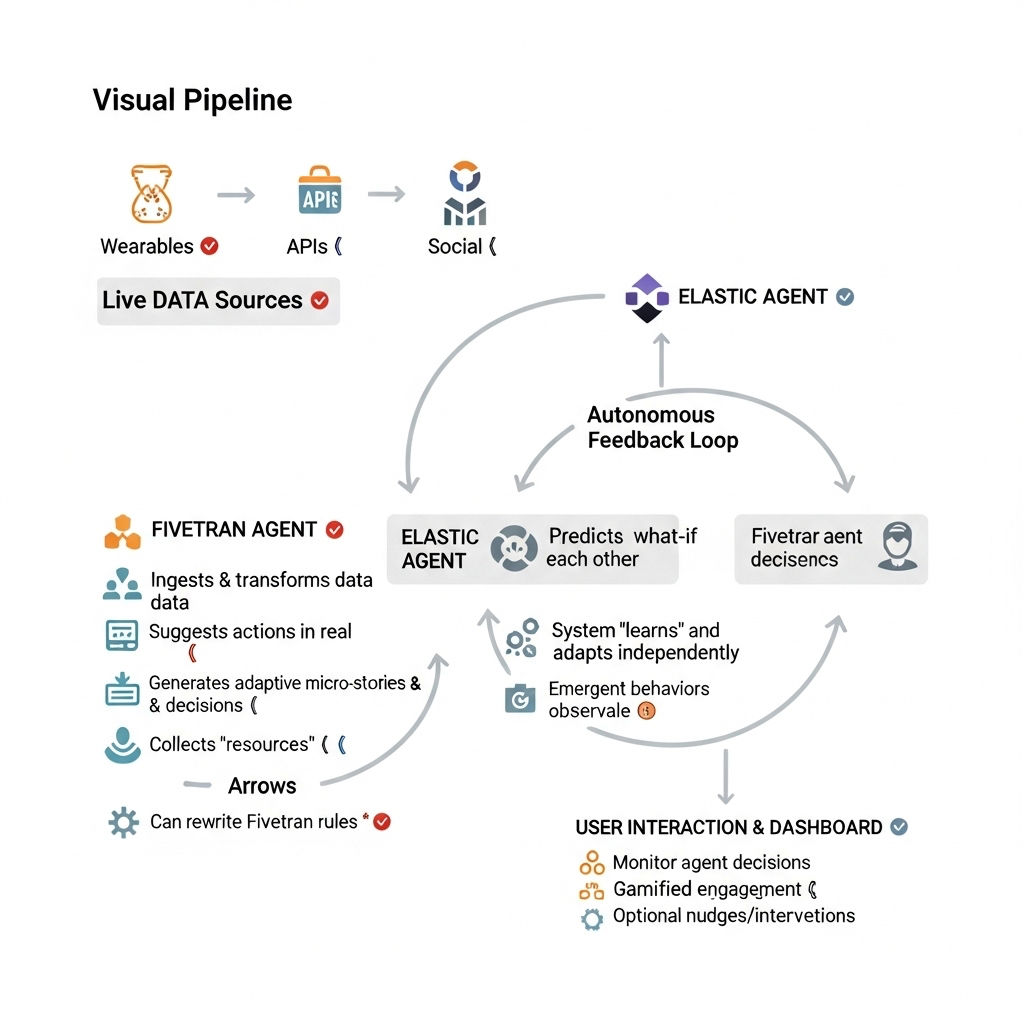 Visual Pipeline
APIs
Wearables
APIs
Social
Live DATA Sources
ELASTIC AGENT
Autonomous
Feedback Loop
FIVETRAN AGENT
Ingests & transforms data
data
Suggests actions in real
Generates adaptive micro-stories &
& decisions
Collects "resources"
Arrows
Can rewrite Fivetran rules *
ELASTIC
AGENT
Predicts what-if
each other
Fivetrar aent
decisencs
System "learns" and
adapts independently
Emergent behaviors
observale
USER INTERACTION & DASHBOARD
Monitor agent decisions
Gamified engagement
Optional nudges/intervetions